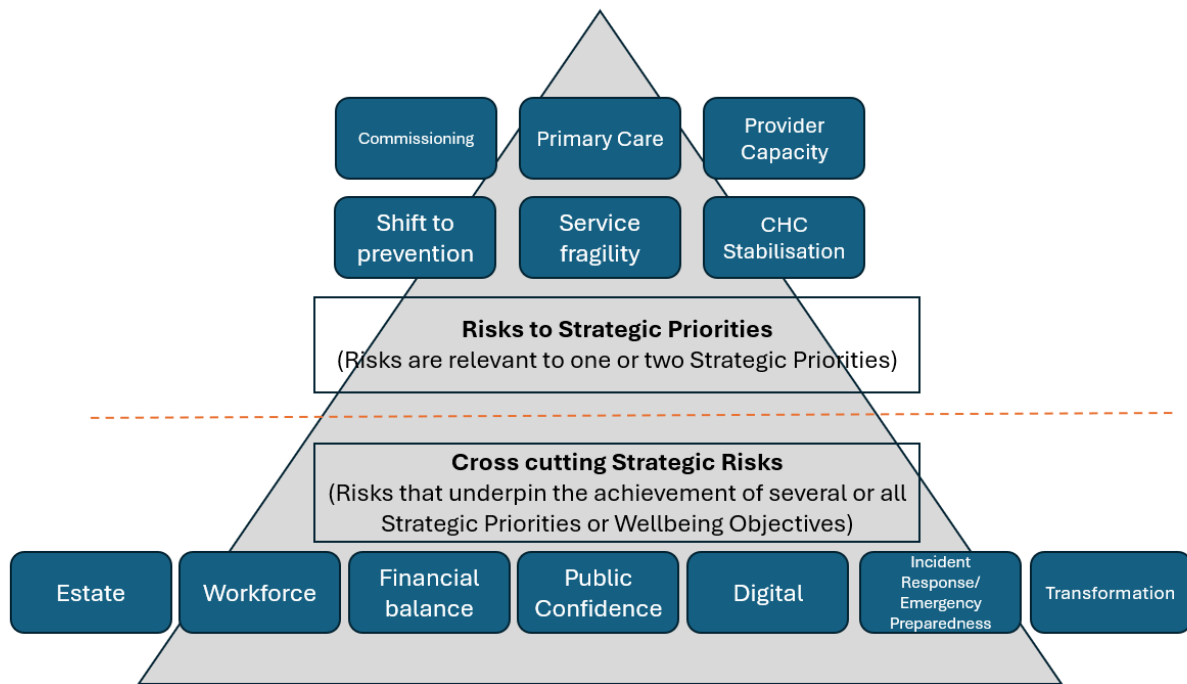 Commissioning
Primary Care
Provider
Capacity
Shift to
prevention
Service
fragility
CHC
Stabilisation
Risks to Strategic Priorities
(Risks are relevant to one or two Strategic Priorities)
Cross cutting Strategic Risks
(Risks that underpin the achievement of several or all
Strategic Priorities or Wellbeing Objectives)
Estate
Workforce
Financial
balance
Public
Confidence
Digital
Incident
Response/
Emergency
Preparedness
Transformation